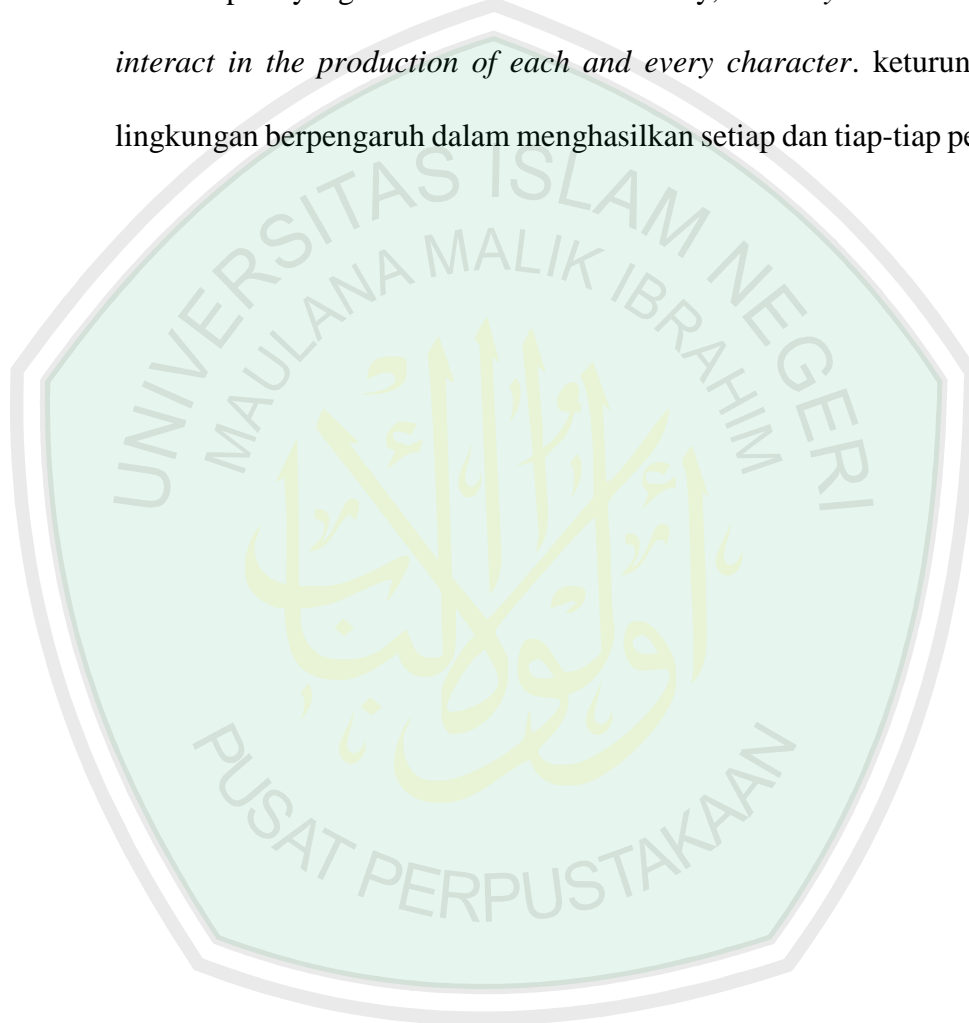 yang
interact in the production of each and every character. keturun
lingkungan berpengaruh dalam menghasilkan setiap dan tiap-tiap pe
UNIVERSITAS ISLAM NEGERI
MAULANA MALIK IBRAHIM
PUSAT PERPUSTAKAAN